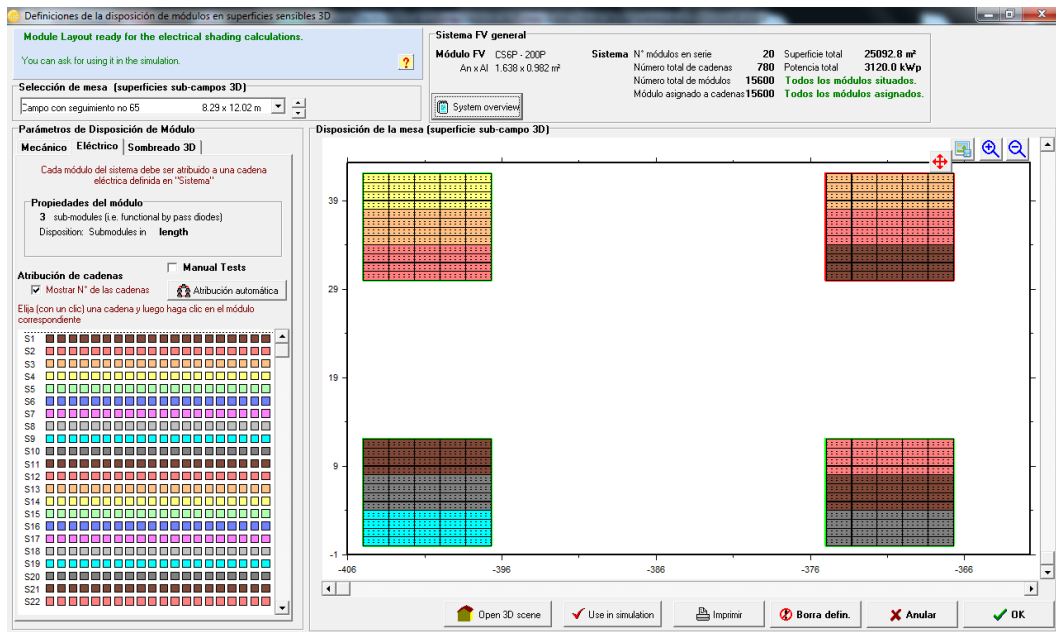 Definiciones de la disposición de módulos en superficies sensibles 3D
Module Layout ready for the electrical shading calculations.
You can ask for using it in the simulation.
?
Sistema FV general
Módulo FV CS6P - 200P
An x Al 1.638 x 0.982 m²
Sistema N° módulos en serie 20 Superficie total 25092.8 m²
Número total de cadenas 780 Potencia total 3120.0 kWp
Número total de módulos 15600 Todos los módulos situados.
Módulo asignado a cadenas 15600 Todos los módulos asignados.
System overview
Selección de mesa (superficies sub-campos 3D)
Campo con seguimiento no 65 8.29 x 12.02 m
Parámetros de Disposición de Módulo
Mecánico Eléctrico Sombreado 3D
Cada módulo del sistema debe ser atribuido a una cadena
eléctrica definida en "Sistema"
Propiedades del módulo
3 sub-modules (i.e. functional by pass diodes)
Disposition: Submodules in length
Manual Tests
Atribución de cadenas
Mostrar N° de las cadenas
Atribución automática
Elija (con un clic) una cadena y luego haga clic en el módulo
correspondiente
S1
S2
S3
S4
S5
S6
S7
S8
S9
S10
S11
S12
S13
S14
S15
S16
S17
S18
S19
S20
S21
S22
Disposición de la mesa (superficie sub-campo 3D)
39
29
19
9
-1
-406 -396 -386 -376 -366
Open 3D scene
Use in simulation
Imprimir
Borra defin.
Anular
OK